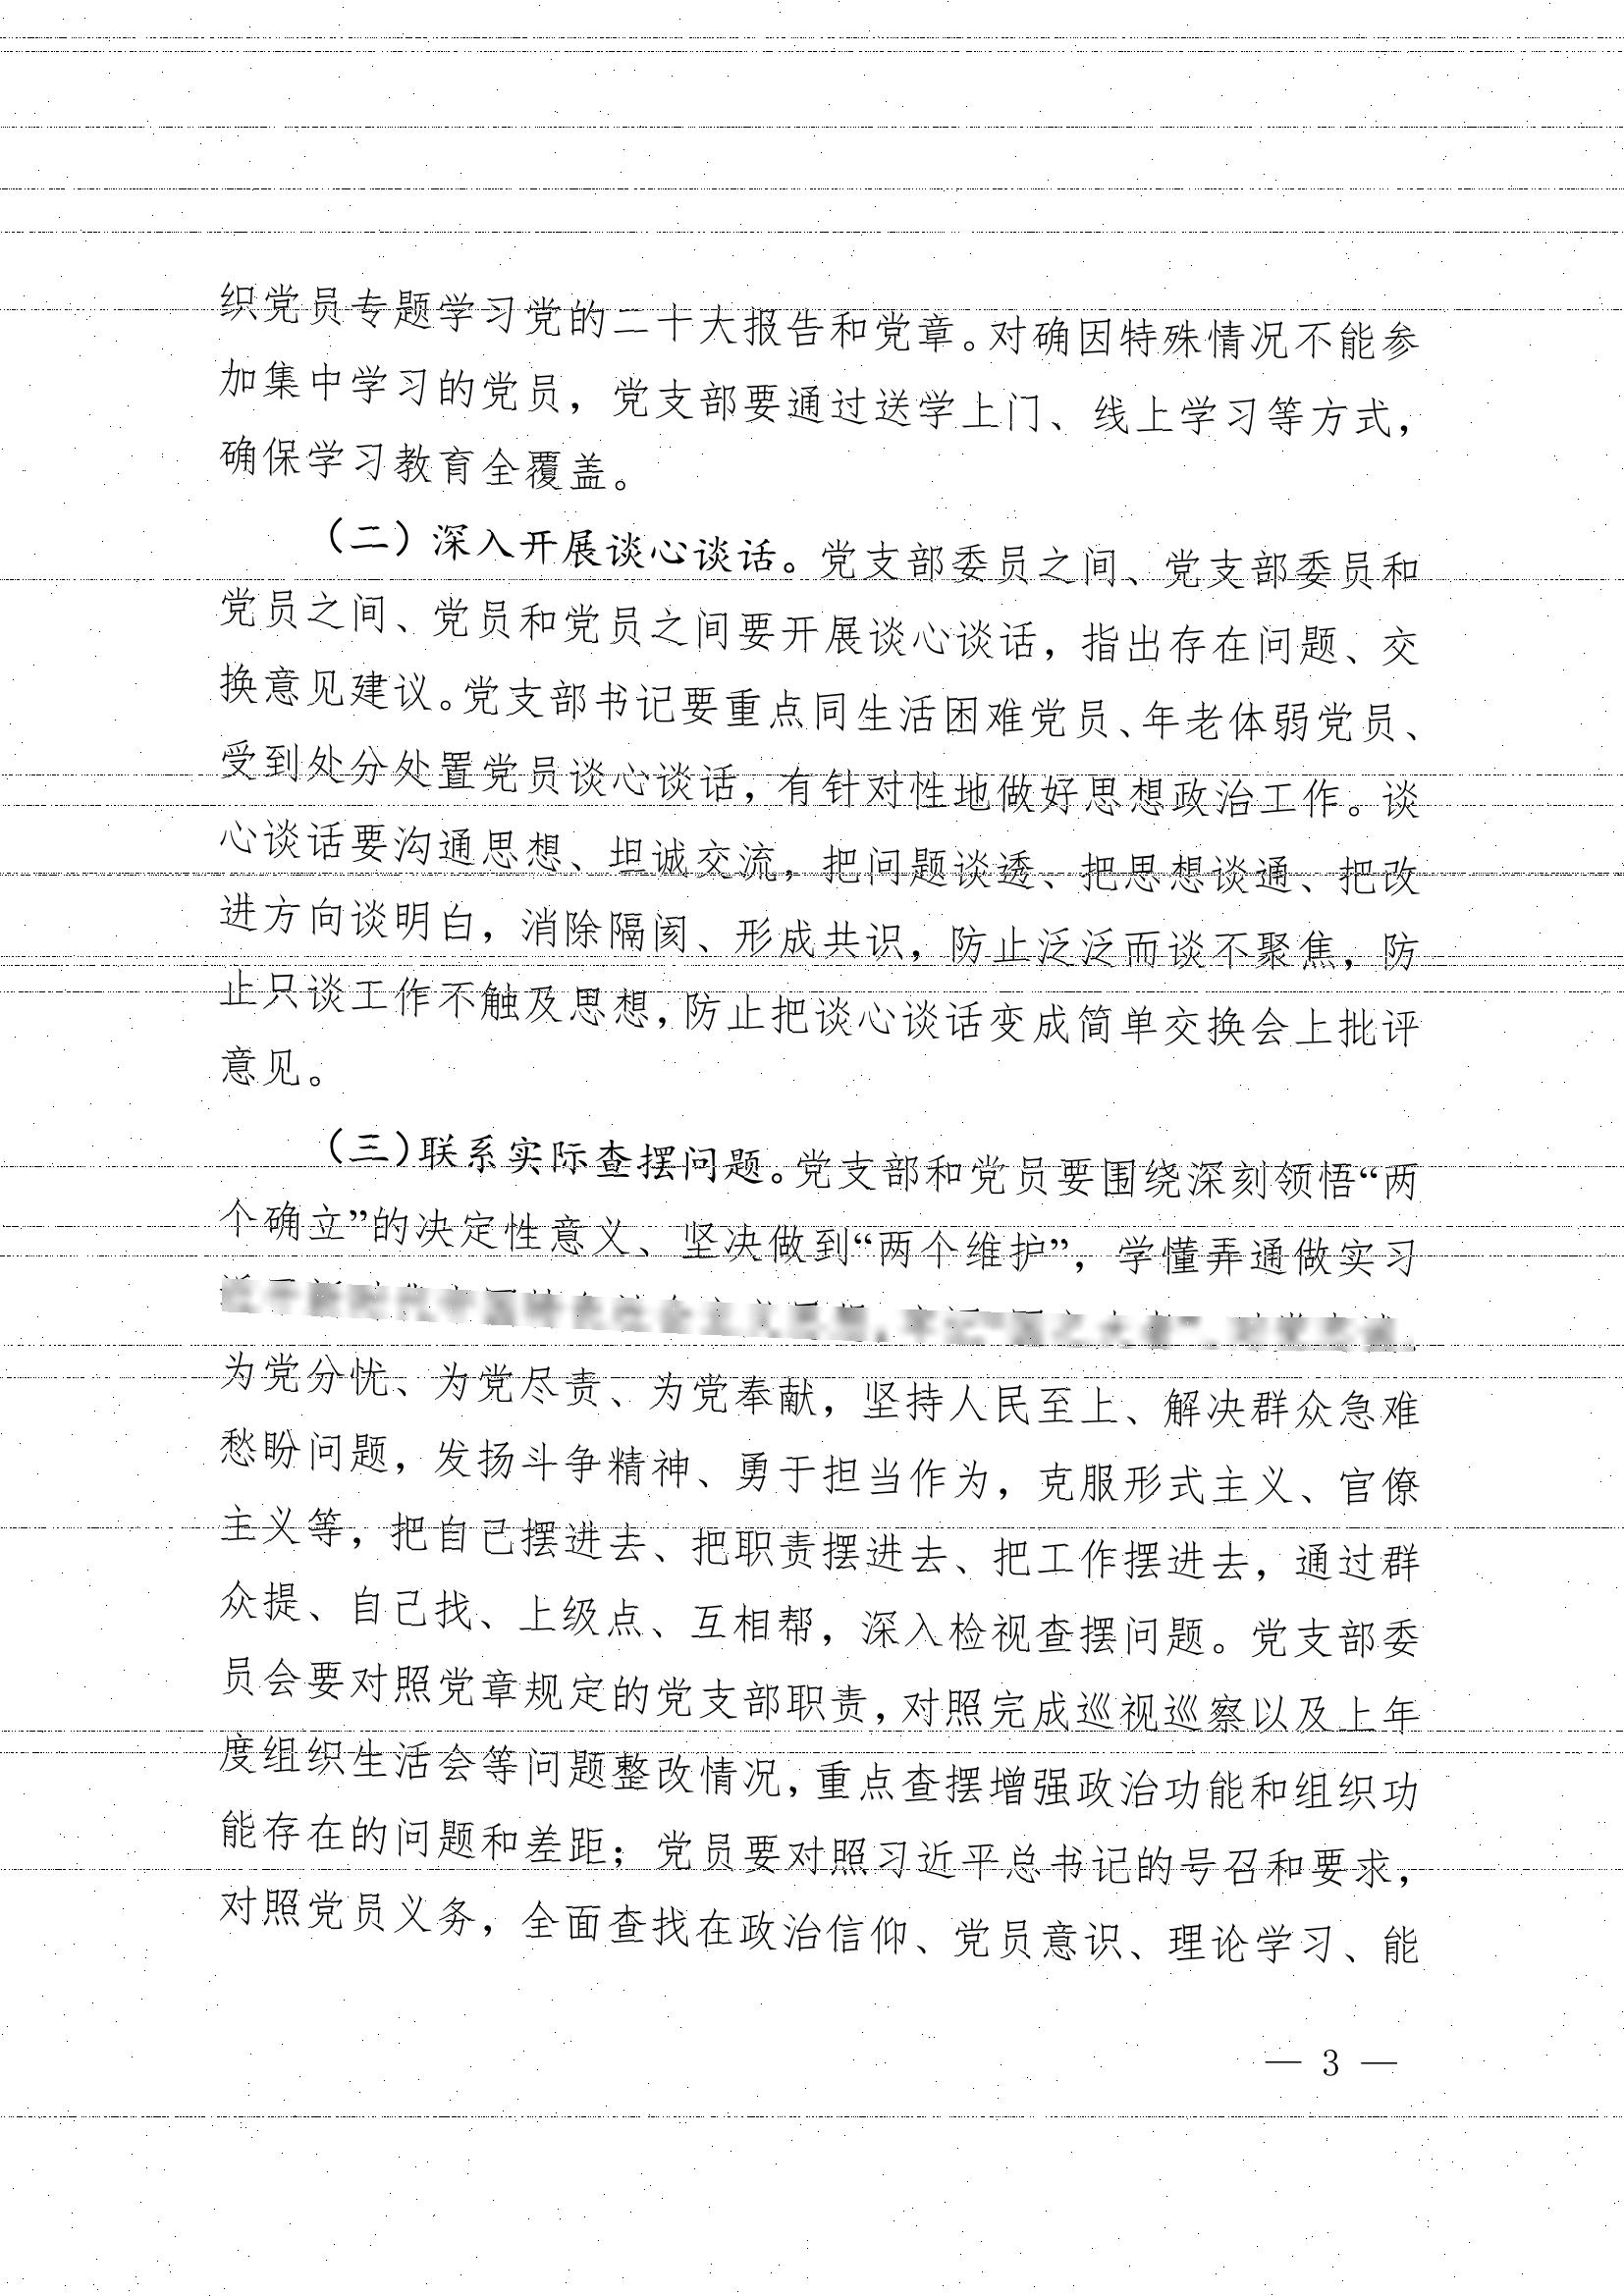 织党员专题学习党的二十大报告和党章。对确因特殊情况不能参
加集中学习的党员，党支部要通过送学上门、线上学习等方式，
确保学习教育全覆盖。
（二）深入开展谈心谈话。党支部委员之间、党支部委员和
党员之间、党员和党员之间要开展谈心谈话，指出存在问题、交
换意见建议。党支部书记要重点同生活困难党员、年老体弱党员、
受到处分处置党员谈心谈话，有针对性地做好思想政治工作。谈
心谈话要沟通思想、坦诚交流，把问题谈透、把思想谈通、把改
进方向谈明白，消除隔阂、形成共识，防止泛泛而谈不聚焦，防
止只谈工作不触及思想，防止把谈心谈话变成简单交换会上批评
意见。
（三）联系实际查摆问题。党支部和党员要围绕深刻领悟“两
个确立”的决定性意义、坚决做到“两个维护”，学懂弄通做实习
为党分忧、为党尽责、为党奉献，坚持人民至上、解决群众急难
愁盼问题，发扬斗争精神、勇于担当作为，克服形式主义、官僚
主义等，把自己摆进去、把职责摆进去、把工作摆进去，通过群
众提、自己找、上级点、互相帮，深入检视查摆问题。党支部委
员会要对照党章规定的党支部职责，对照完成巡视巡察以及上年
度组织生活会等问题整改情况，重点查摆增强政治功能和组织功
能存在的问题和差距；党员要对照习近平总书记的号召和要求，
对照党员义务，全面查找在政治信仰、党员意识、理论学习、能
— 3 —